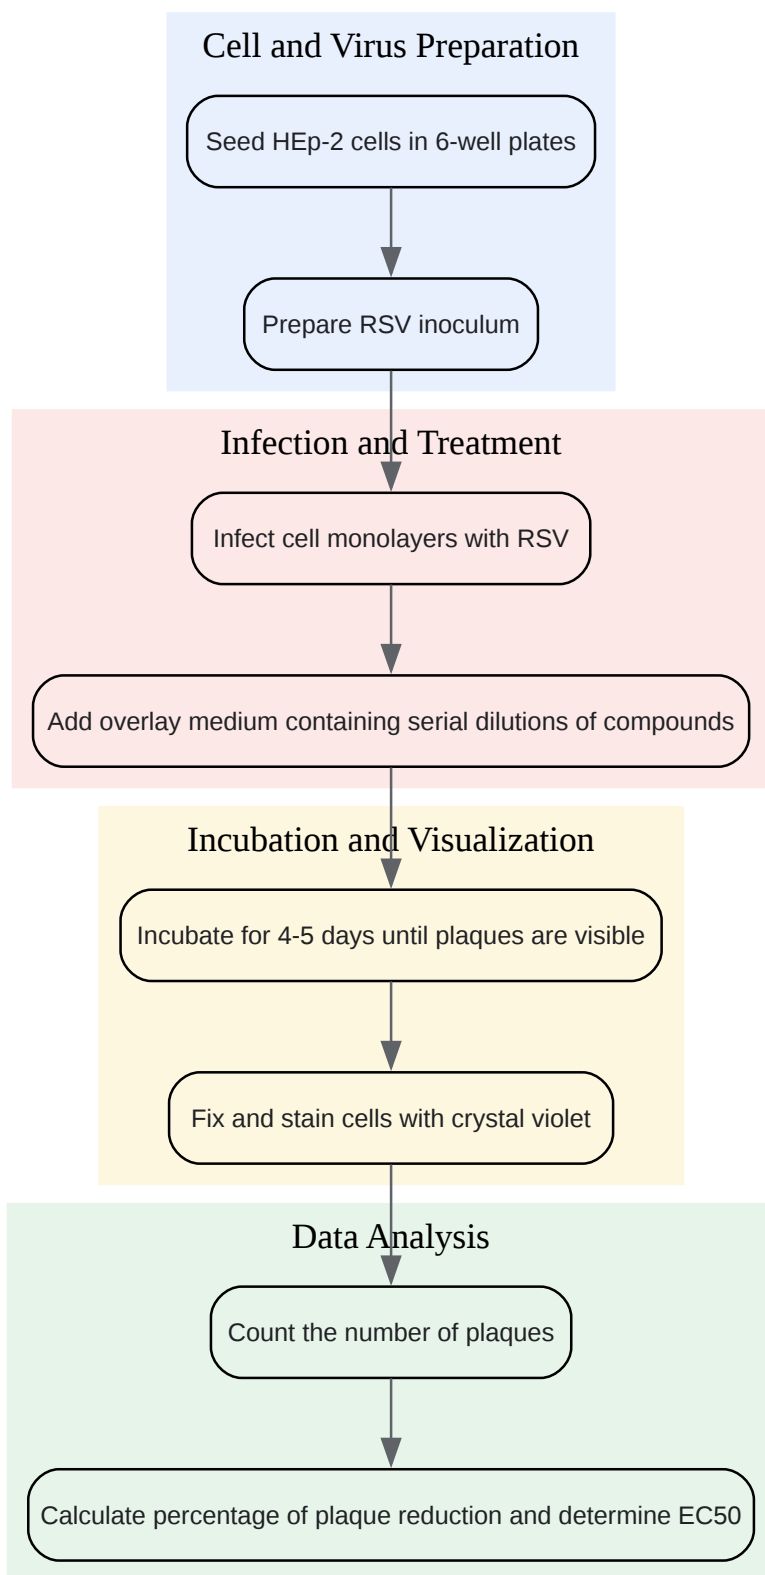 Cell and Virus Preparation
Seed HEp-2 cells in 6-well plates
Prepare RSV inoculum
Infection and Treatment
Infect cell monolayers with RSV
Add overlay medium containing serial dilutions of compounds
Incubation and Visualization
Incubate for 4-5 days until plaques are visible
Fix and stain cells with crystal violet
Data Analysis
Count the number of plaques
Calculate percentage of plaque reduction and determine EC50